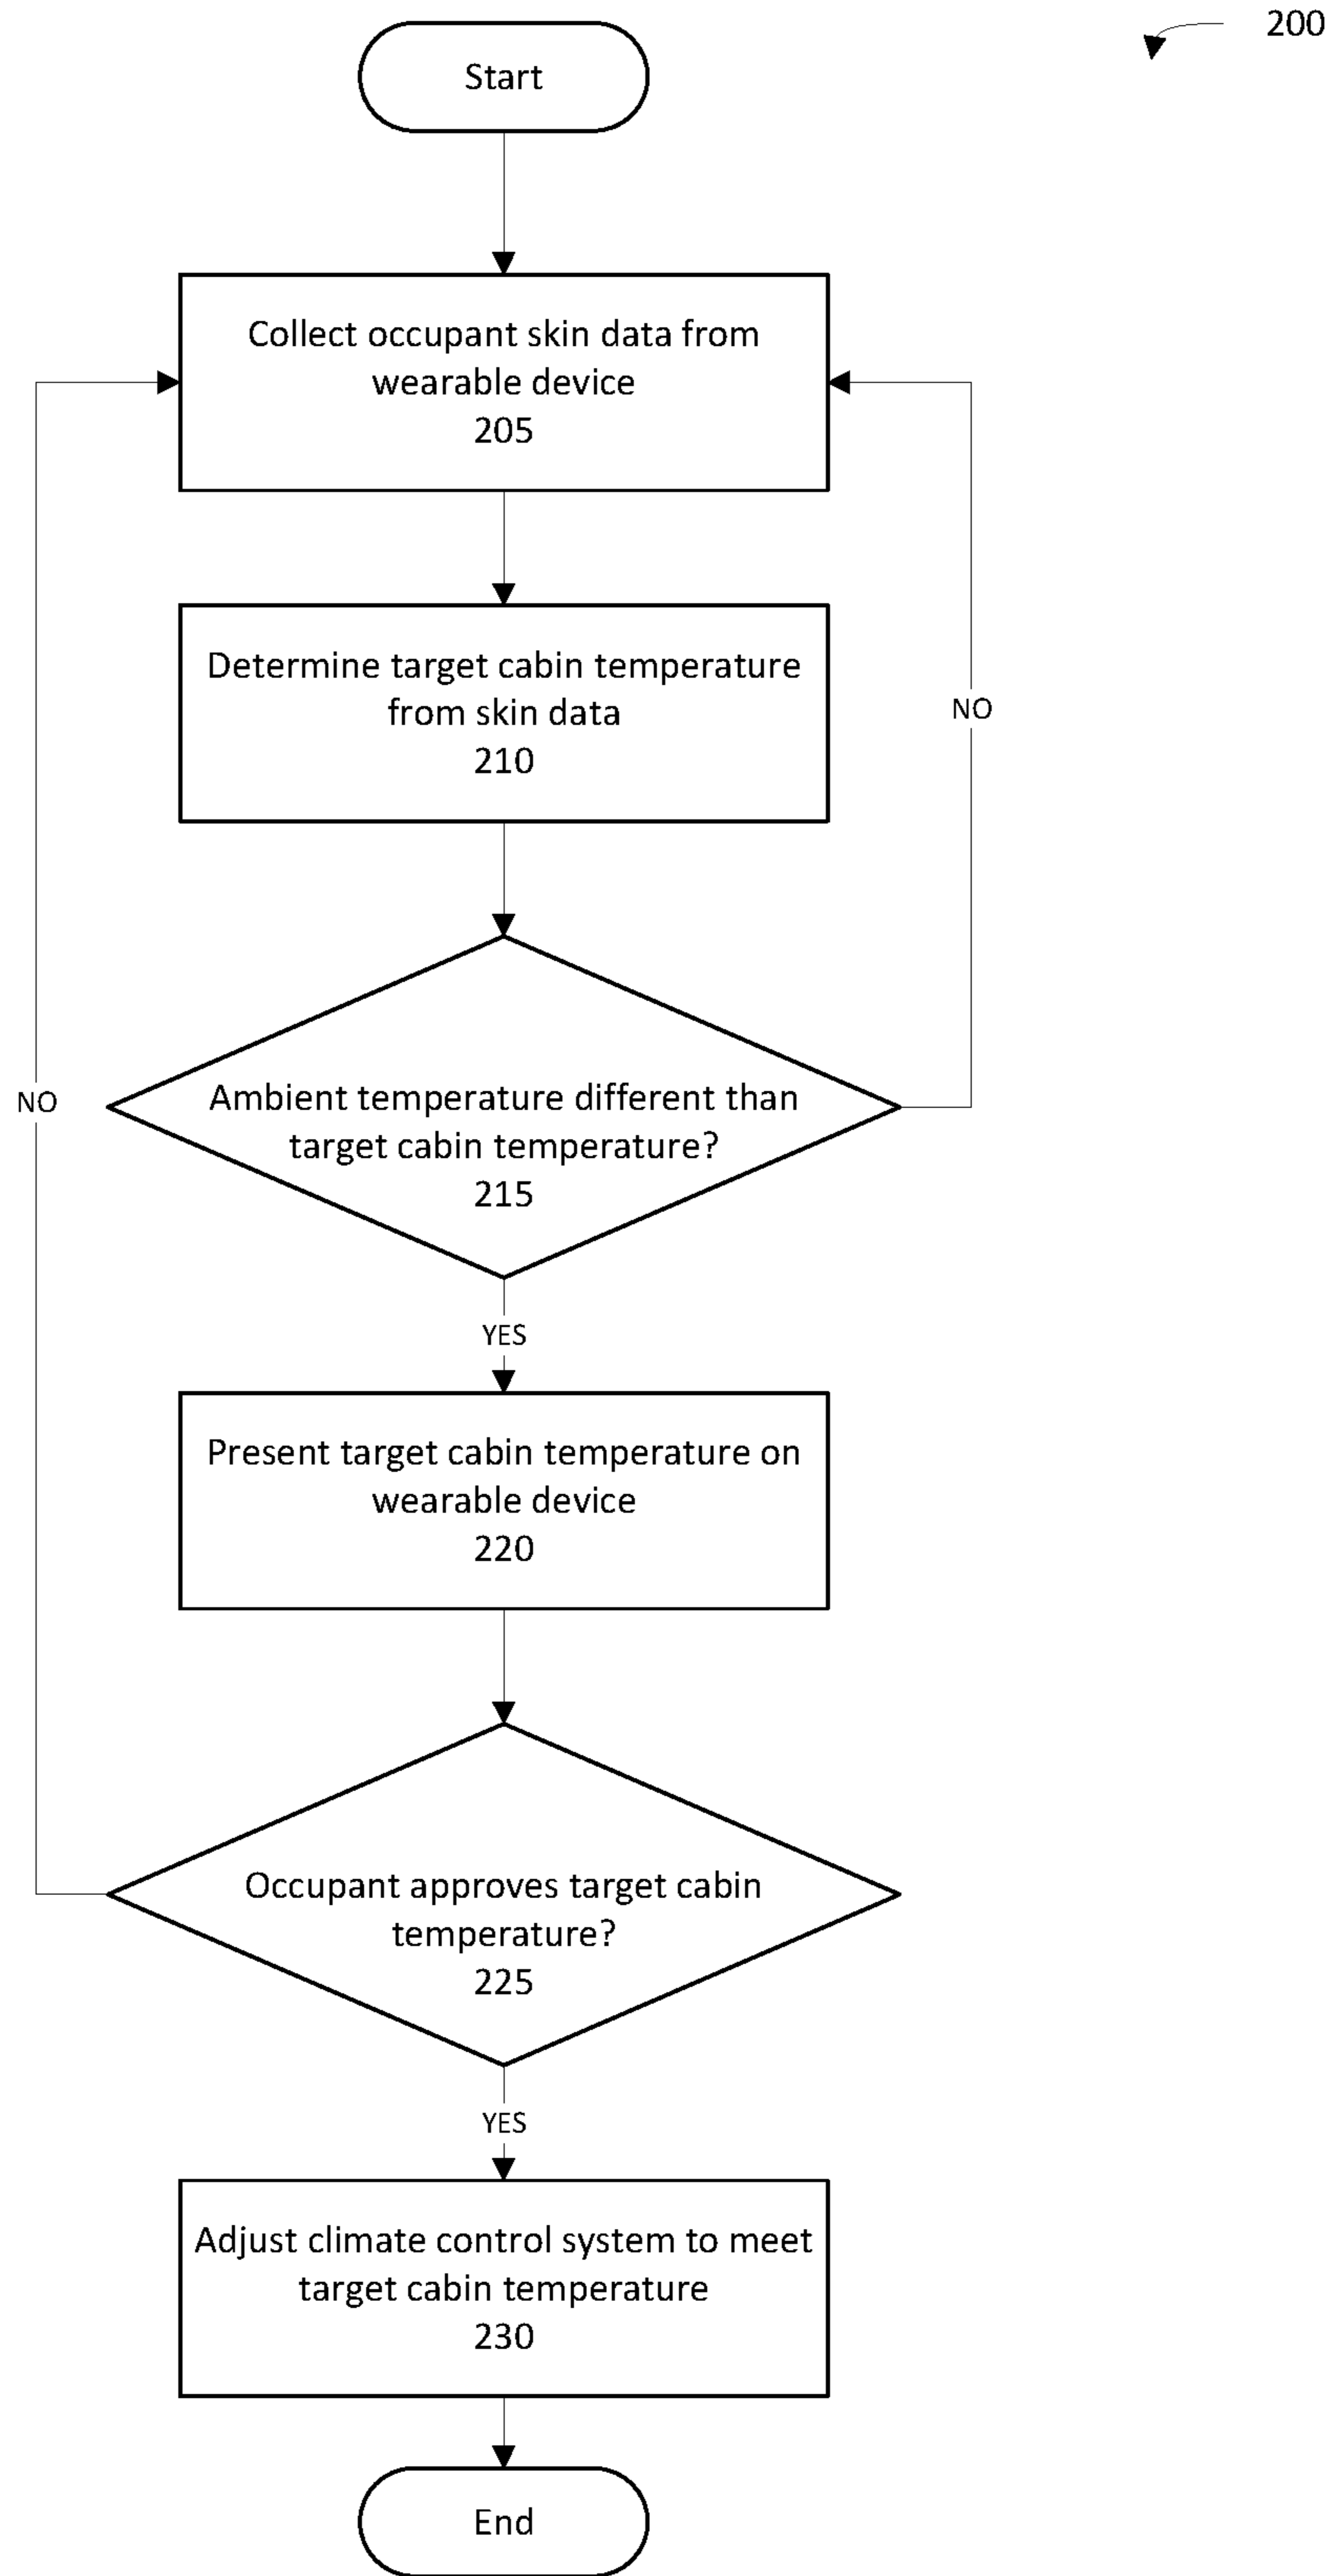 200
Start
Collect occupant skin data from
wearable device
205
Determine target cabin temperature
from skin data
210
NO
Ambient temperature different than
target cabin temperature?
215
NO
YES
Present target cabin temperature on
wearable device
220
Occupant approves target cabin
temperature?
225
YES
Adjust climate control system to meet
target cabin temperature
230
End